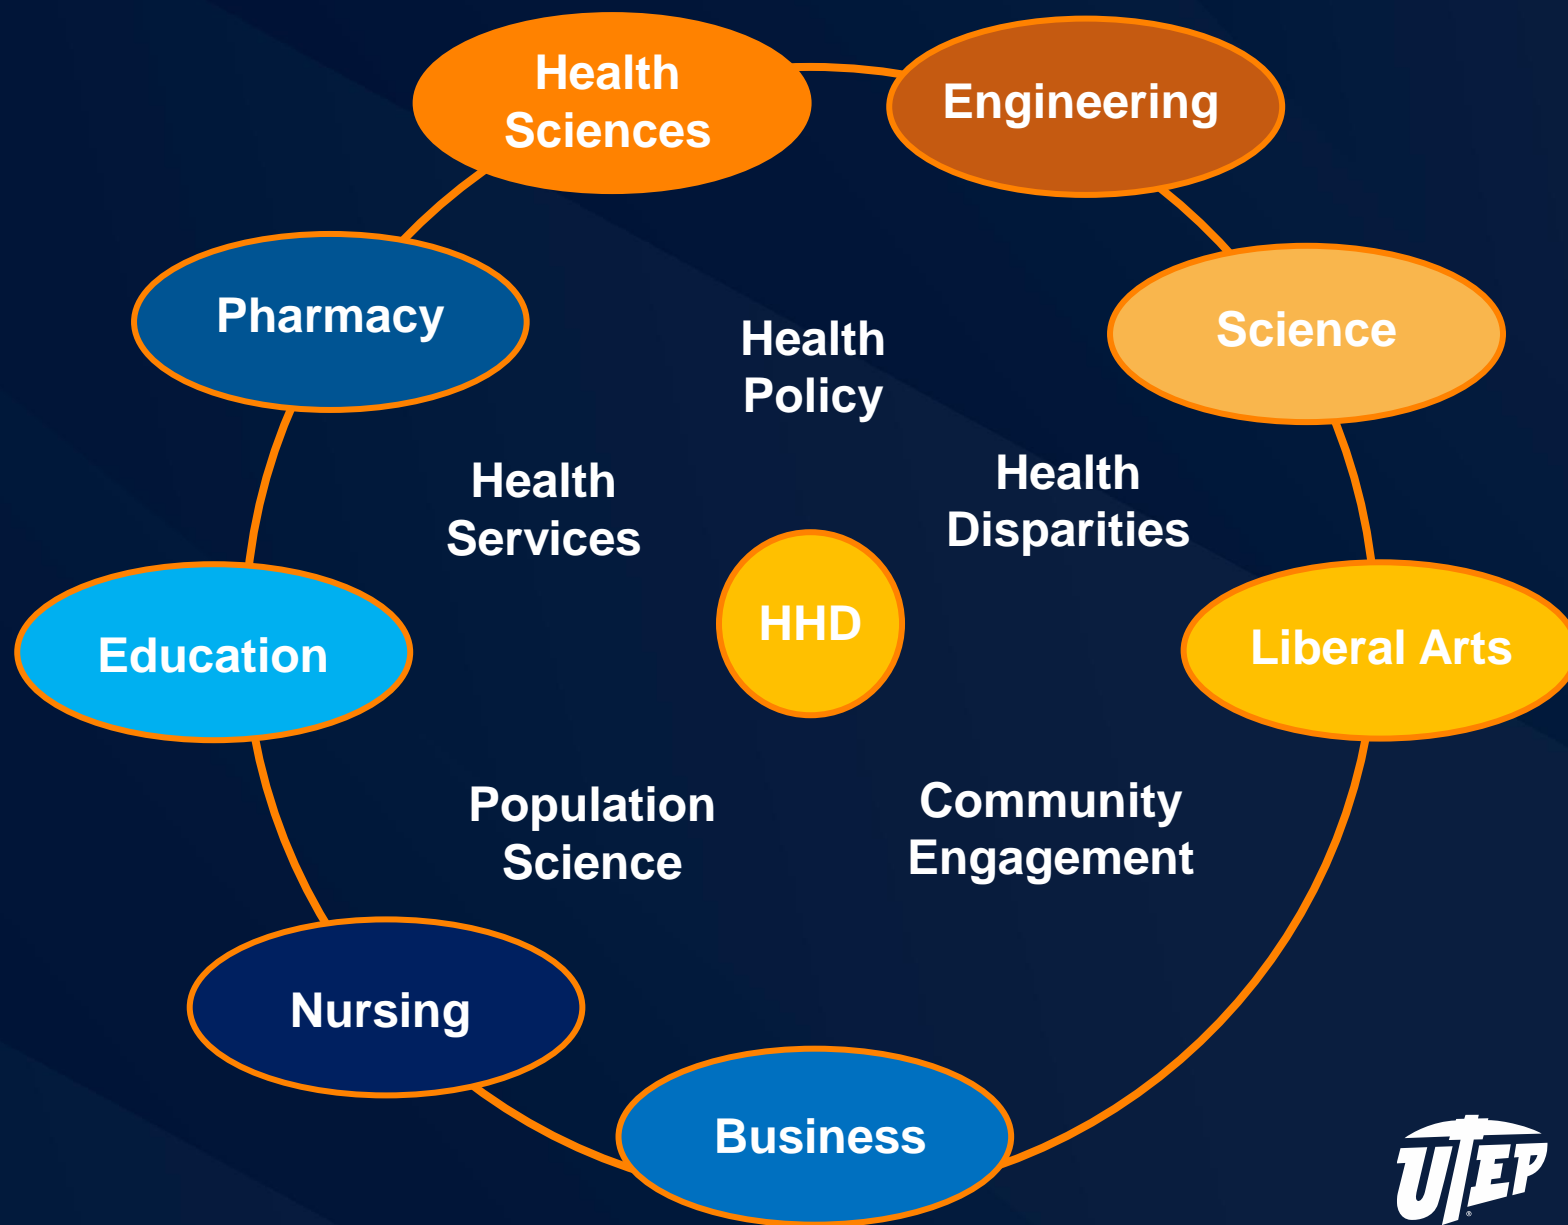 Health
Sciences
Engineering
Pharmacy
Science
Health
Policy
Health
Services
Health
Disparities
HHD
Education
Liberal Arts
Population
Science
Community
Engagement
Nursing
Business
UTEP
®